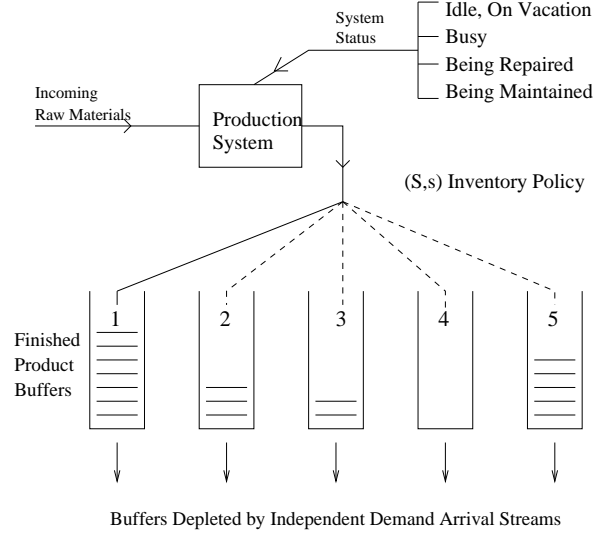 System
Status
Idle, On Vacation
Busy
Being Repaired
Being Maintained
Incoming
Raw Materials
Production
System
(S,s) Inventory Policy
1
2
3
4
5
Finished
Product
Buffers
Buffers Depleted by Independent Demand Arrival Streams